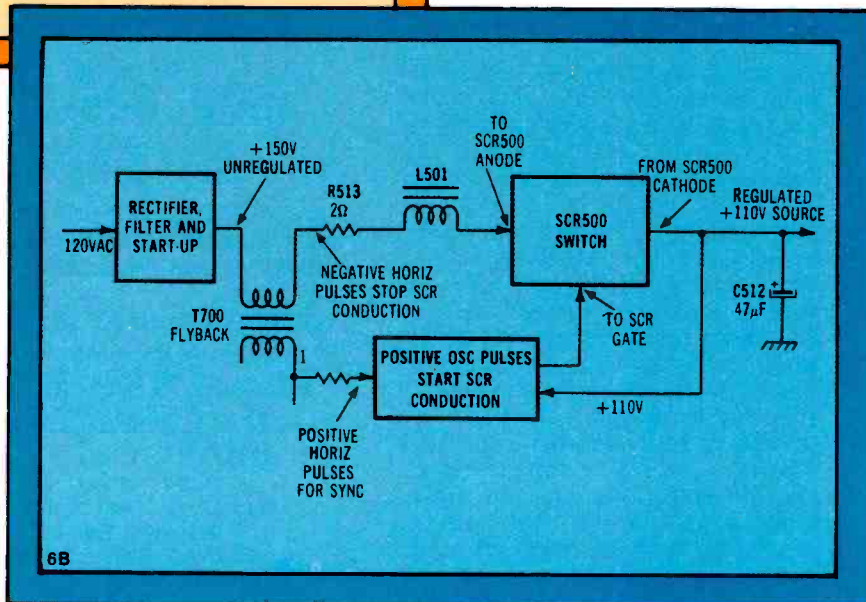 +150V
UNREGULATED
RECTIFIER,
FILTER AND
START-UP
120VAC
R513
2Ω
L501
TO
SCR500
ANODE
SCR500
SWITCH
FROM SCR500
CATHODE
REGULATED
+110V SOURCE
C512
47μF
+
NEGATIVE HORIZ
PULSES STOP SCR
CONDUCTION
T700
FLYBACK
1
TO SCR
GATE
POSITIVE OSC PULSES
START SCR
CONDUCTION
+110V
POSITIVE
HORIZ
PULSES
FOR SYNC
6B